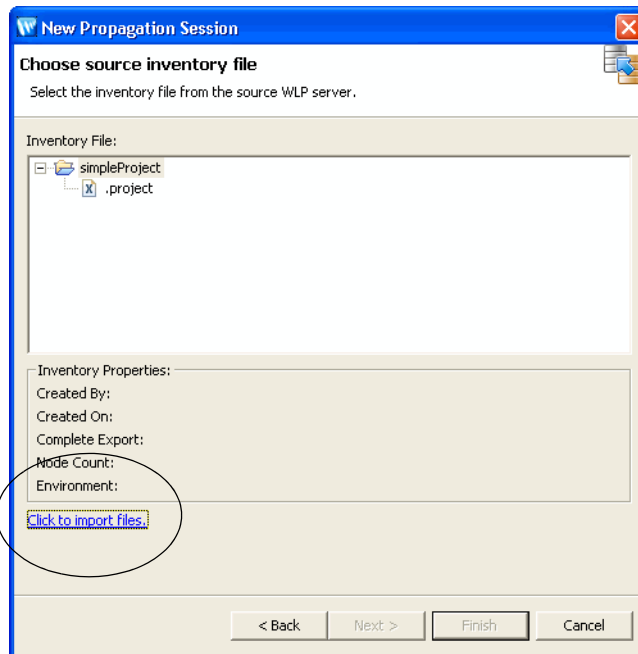 New Propagation Session
Choose source inventory file
Select the inventory file from the source WLP server.
Inventory File:
simpleProject
.project
Inventory Properties:
Created By:
Created On:
Complete Export:
Node Count:
Environment:
Click to import files.
< Back Next > Finish Cancel